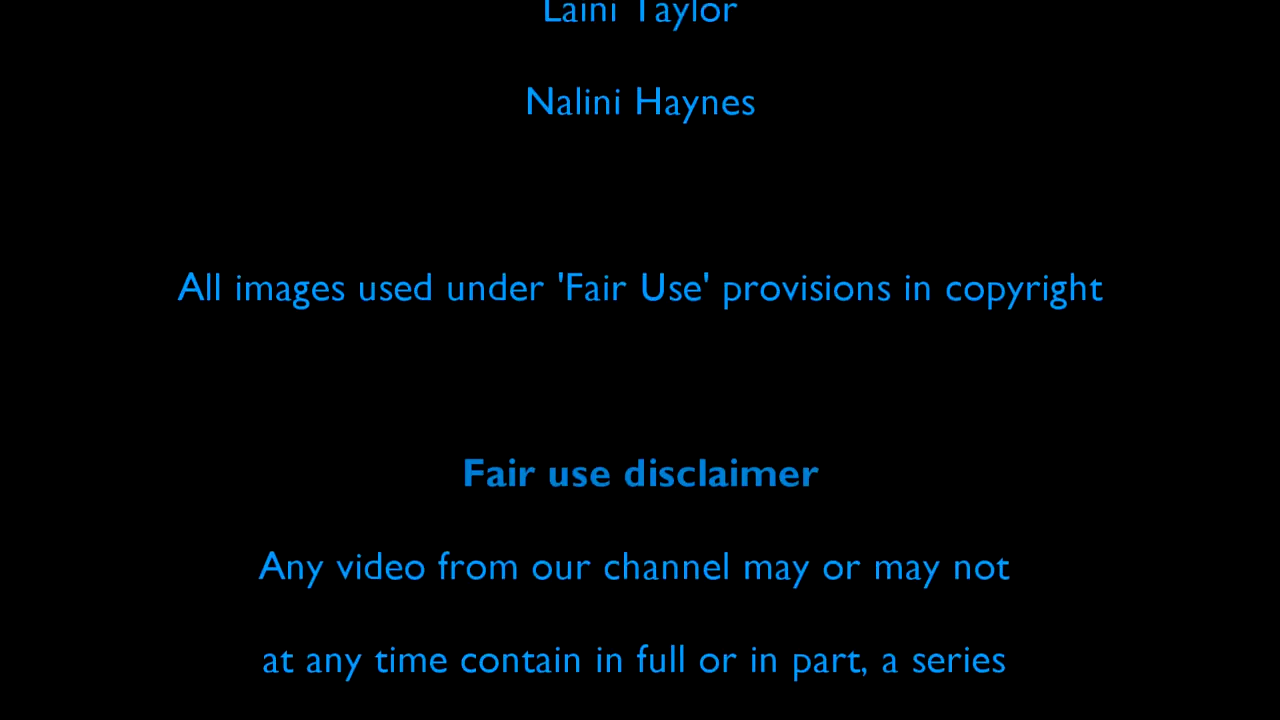 Laini Taylor
Nalini Haynes
All images used under 'Fair Use' provisions in copyright
Fair use disclaimer
Any video from our channel may or may not
at any time contain in full or in part, a series